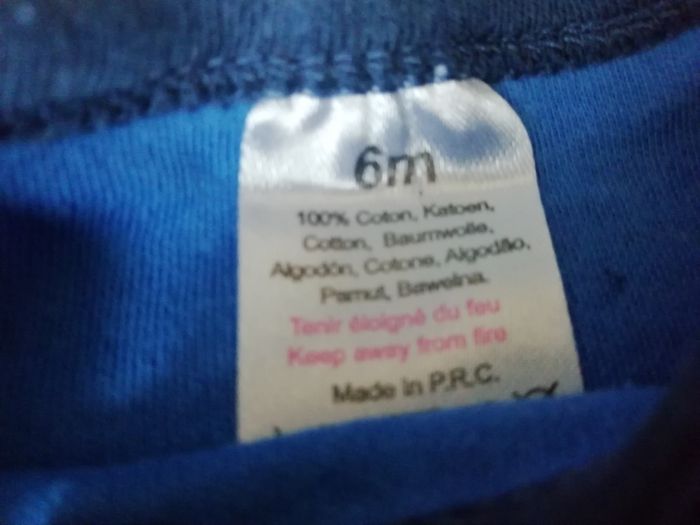 6m
100% Coton, Katoen,
Cotton, Baumwolle,
Algodón, Cotone, Algodão,
Pamut, Bawelna.
Tenir éloigné du feu
Keep away from fire
Made in P.R.C.